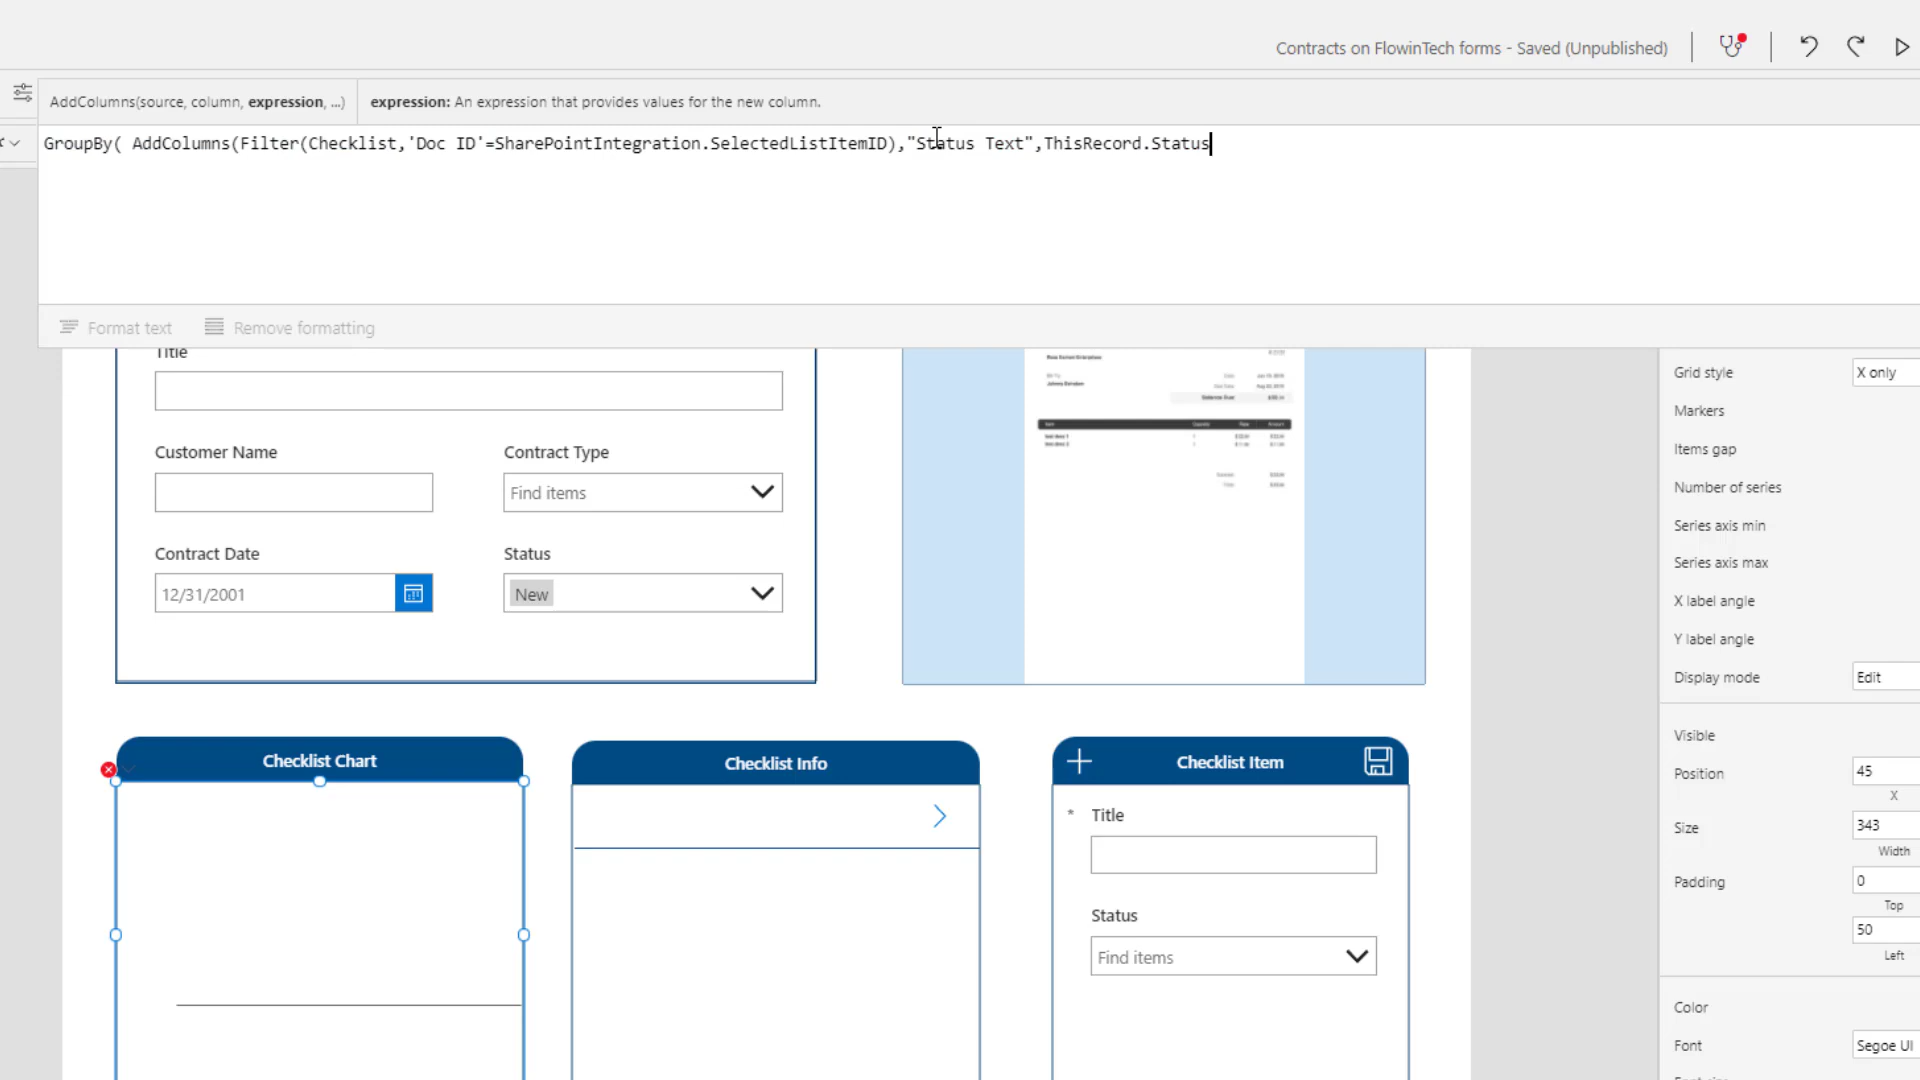 Contracts on FlowinTech forms - Saved (Unpublished)
AddColumns(source, column, expression, ...) expression: An expression that provides values for the new column.
GroupBy( AddColumns(Filter(Checklist,'Doc ID'=SharePointIntegration.SelectedListItemID),"Status Text",ThisRecord.Status
Format text Remove formatting
Title
Customer Name
Contract Type
Find items
Contract Date
12/31/2001
Status
New
Item
Checklist Chart
Checklist Info
Checklist Item
* Title
Status
Find items
Grid style X only
Markers
Items gap
Number of series
Series axis min
Series axis max
X label angle
Y label angle
Display mode Edit
Visible
Position 45
X
Size 343
Width
Padding 0
Top
50
Left
Color
Font Segoe UI